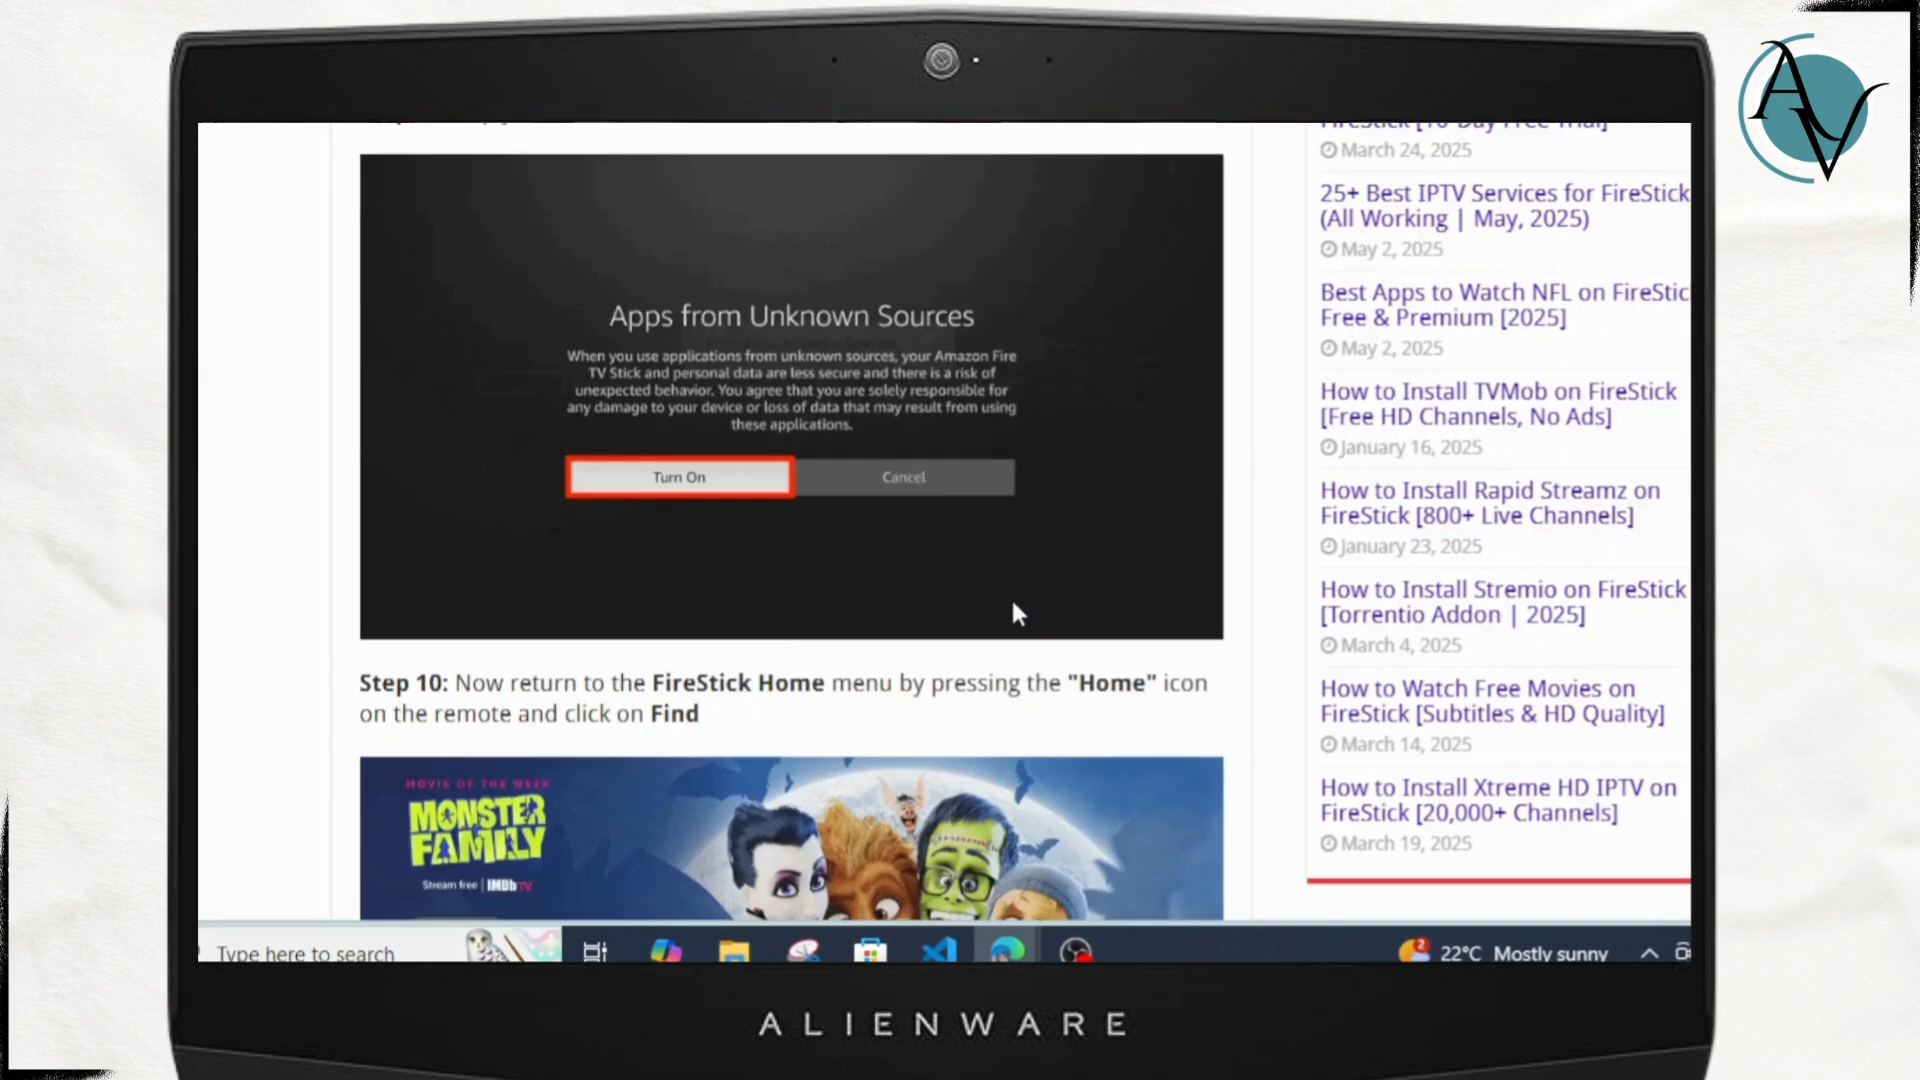 FireStick [10-Day Free Trial]
March 24, 2025
25+ Best IPTV Services for FireStick
(All Working | May, 2025)
May 2, 2025
Best Apps to Watch NFL on FireStic
Free & Premium [2025]
May 2, 2025
How to Install TVMob on FireStick
[Free HD Channels, No Ads]
January 16, 2025
How to Install Rapid Streamz on
FireStick [800+ Live Channels]
January 23, 2025
How to Install Stremio on FireStick
[Torrentio Addon | 2025]
March 4, 2025
How to Watch Free Movies on
FireStick [Subtitles & HD Quality]
March 14, 2025
How to Install Xtreme HD IPTV on
FireStick [20,000+ Channels]
March 19, 2025
Apps from Unknown Sources
When you use applications from unknown sources, your Amazon Fire
TV Stick and personal data are less secure and there is a risk of
unexpected behavior. You agree that you are solely responsible for
any damage to your device or loss of data that may result from using
these applications.
Turn On
Cancel
Step 10: Now return to the FireStick Home menu by pressing the "Home" icon
on the remote and click on Find
MOVIE OF THE WEEK
MONSTER
FAMILY
Stream free | IMDb TV
Type here to search
2
22°C Mostly sunny
ALIENWARE
AV